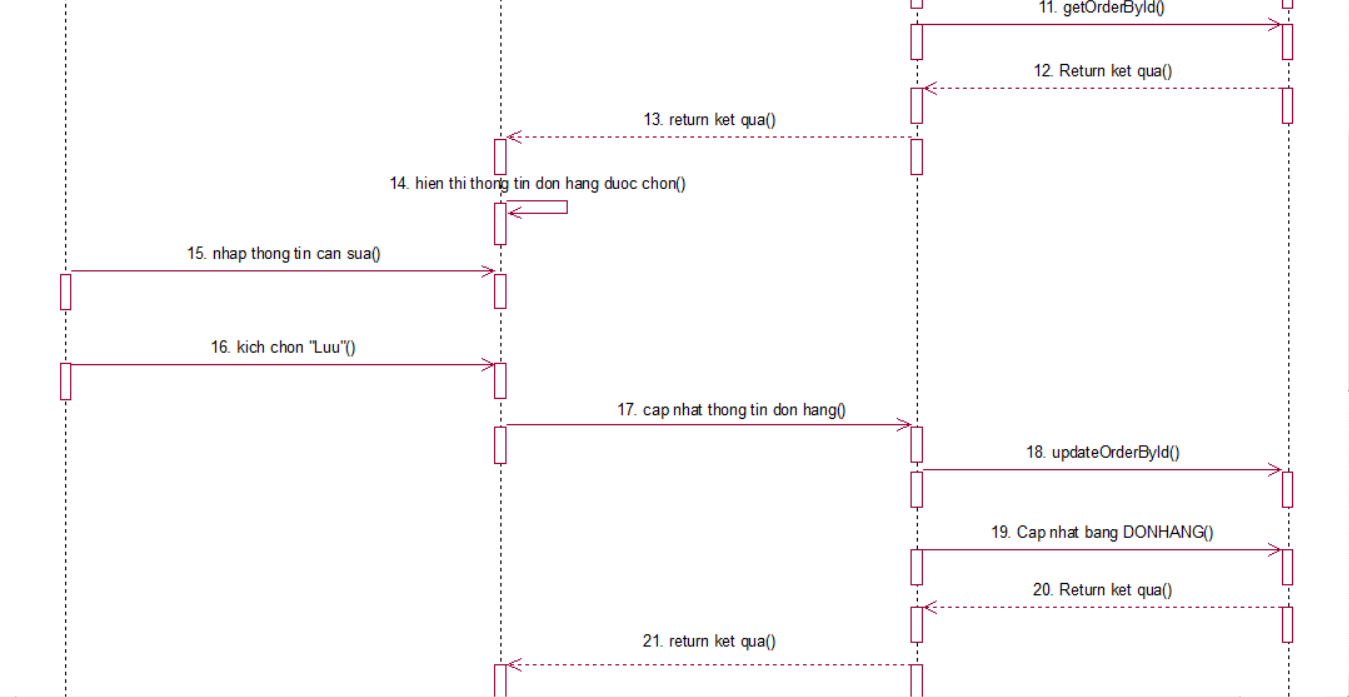 11. getOrderById()
12. Return ket qua()
13. return ket qua()
14. hien thi thong tin don hang duoc chon()
15. nhap thong tin can sua()
16. kich chon "Luu"()
17. cap nhat thong tin don hang()
18. updateOrderById()
19. Cap nhat bang DONHANG()
20. Return ket qua()
21. return ket qua()